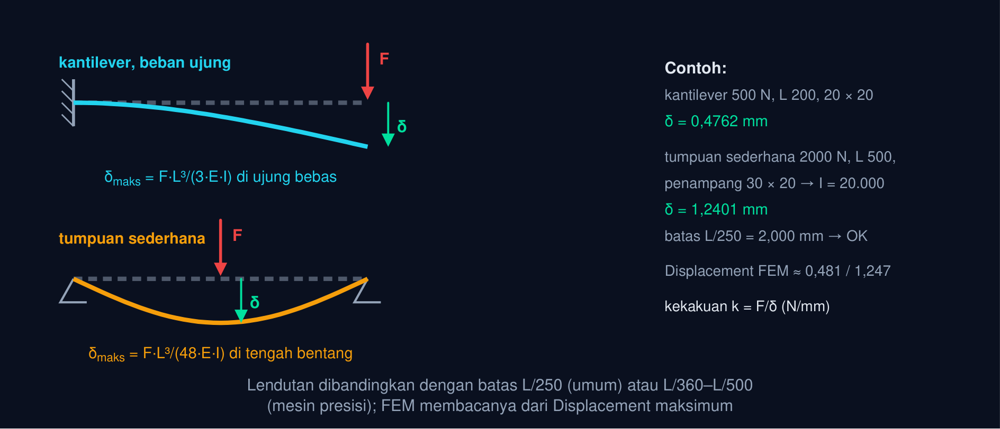 kantilever, beban ujung
F
δ
δmaks = F·L³/(3·E·I) di ujung bebas
tumpuan sederhana
F
δ
δmaks = F·L³/(48·E·I) di tengah bentang
Contoh:
kantilever 500 N, L 200, 20 × 20
δ = 0,4762 mm
tumpuan sederhana 2000 N, L 500,
penampang 30 × 20 → I = 20.000
δ = 1,2401 mm
batas L/250 = 2,000 mm → OK
Displacement FEM ≈ 0,481 / 1,247
kekakuan k = F/δ (N/mm)
Lendutan dibandingkan dengan batas L/250 (umum) atau L/360–L/500
(mesin presisi); FEM membacanya dari Displacement maksimum